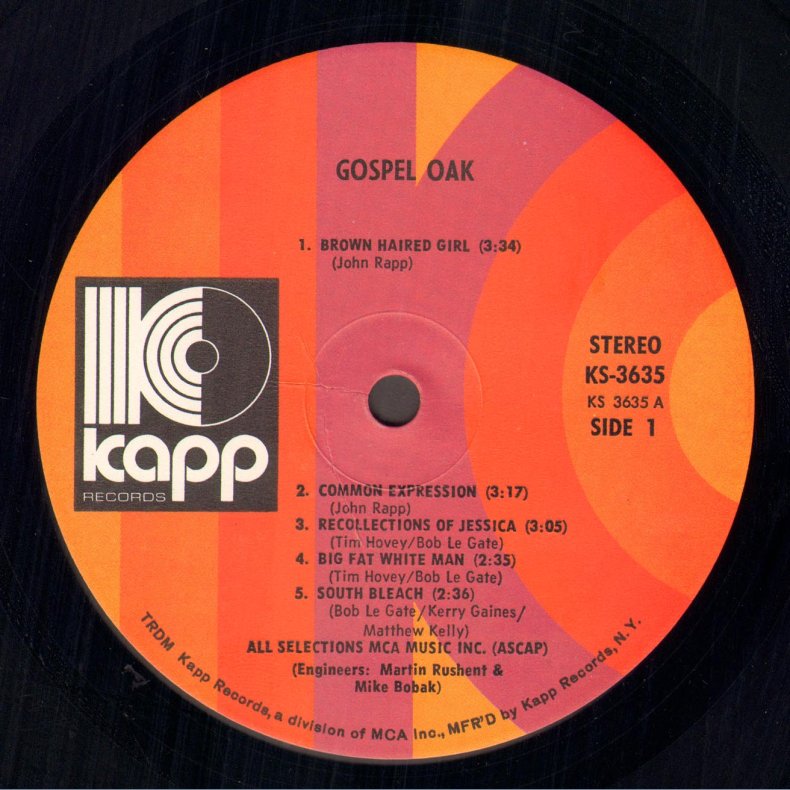 GOSPEL OAK
1. BROWN HAIRED GIRL (3:34)
(John Rapp)
kapp
RECORDS
STEREO
KS-3635
KS 3635 A
SIDE 1
2. COMMON EXPRESSION (3:17)
(John Rapp)
3. RECOLLECTIONS OF JESSICA (3:05)
(Tim Hovey/Bob Le Gate)
4. BIG FAT WHITE MAN (2:35)
(Tim Hovey/Bob Le Gate)
5. SOUTH BLEACH (2:36)
(Bob Le Gate/Kerry Gaines/
Matthew Kelly)
ALL SELECTIONS MCA MUSIC INC. (ASCAP)
(Engineers: Martin Rushent &
Mike Bobak)
TRDM Kapp Records, a division of MCA Inc., MFR'D by Kapp Records, N.Y.